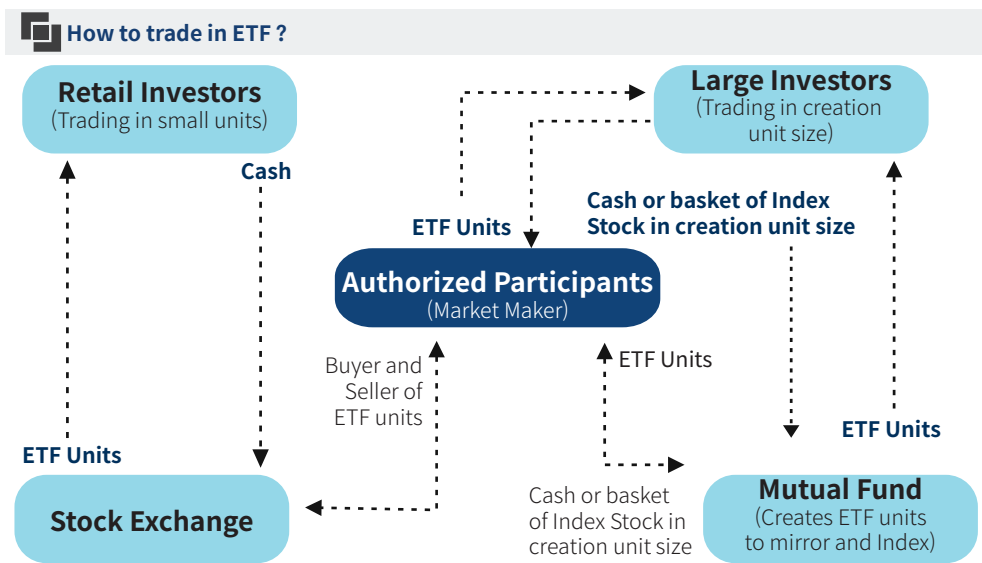 How to trade in ETF ?
Retail Investors
(Trading in small units)
Large Investors
(Trading in creation
unit size)
Cash
Cash or basket of Index
Stock in creation unit size
ETF Units
Authorized Participants
(Market Maker)
Buyer and
Seller of
ETF units
ETF Units
ETF Units
ETF Units
Stock Exchange
Cash or basket
of Index Stock in
creation unit size
Mutual Fund
(Creates ETF units
to mirror and Index)